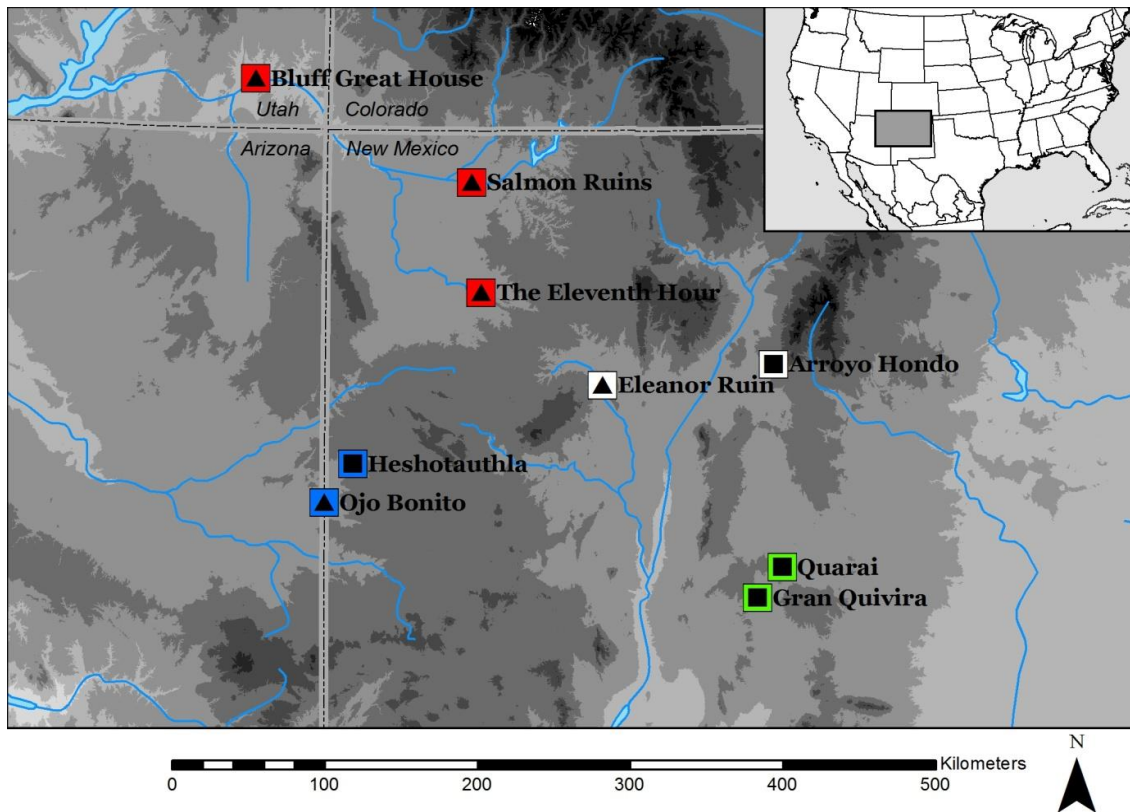 Bluff Great House
Utah
Colorado
Arizona
New Mexico
Salmon Ruins
The Eleventh Hour
Arroyo Hondo
Eleanor Ruin
Heshotauthla
Ojo Bonito
Quarai
Gran Quivira
N
Kilometers
0 100 200 300 400 500